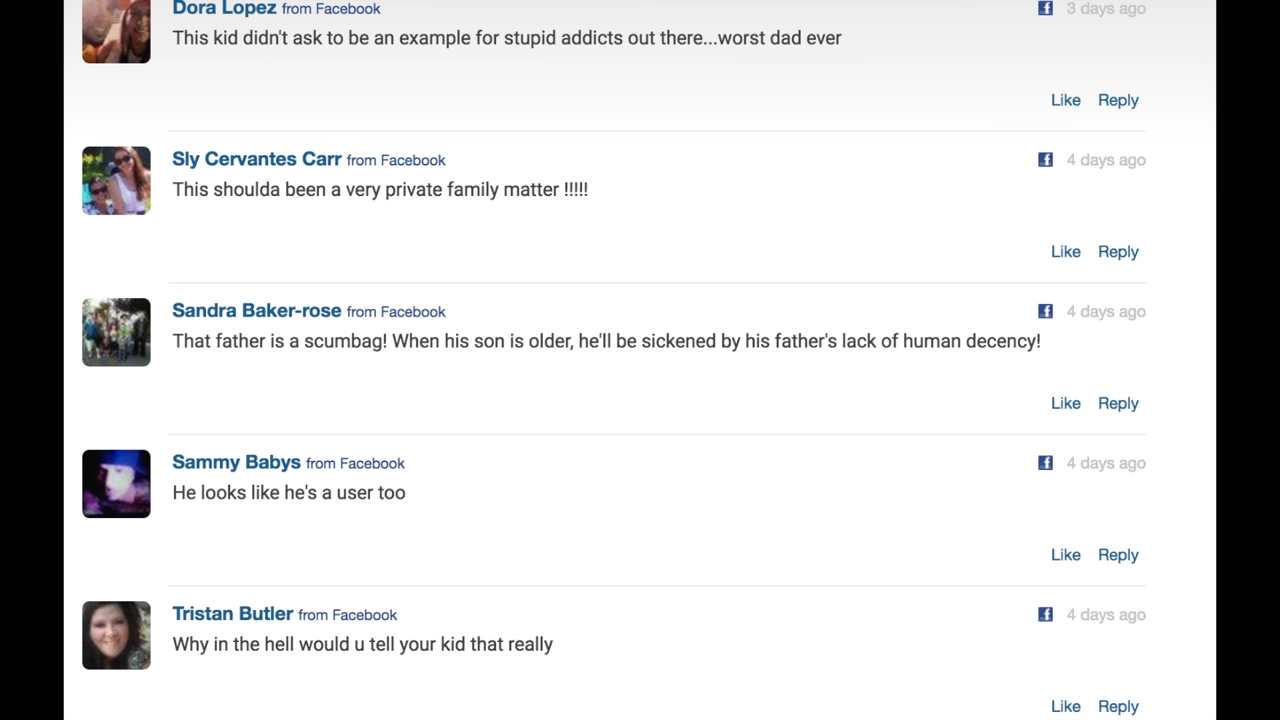 Dora Lopez from Facebook 3 days ago
This kid didn't ask to be an example for stupid addicts out there...worst dad ever
Like Reply
Sly Cervantes Carr from Facebook 4 days ago
This shoulda been a very private family matter !!!!!
Like Reply
Sandra Baker-rose from Facebook 4 days ago
That father is a scumbag! When his son is older, he'll be sickened by his father's lack of human decency!
Like Reply
Sammy Babys from Facebook 4 days ago
He looks like he's a user too
Like Reply
Tristan Butler from Facebook 4 days ago
Why in the hell would u tell your kid that really
Like Reply